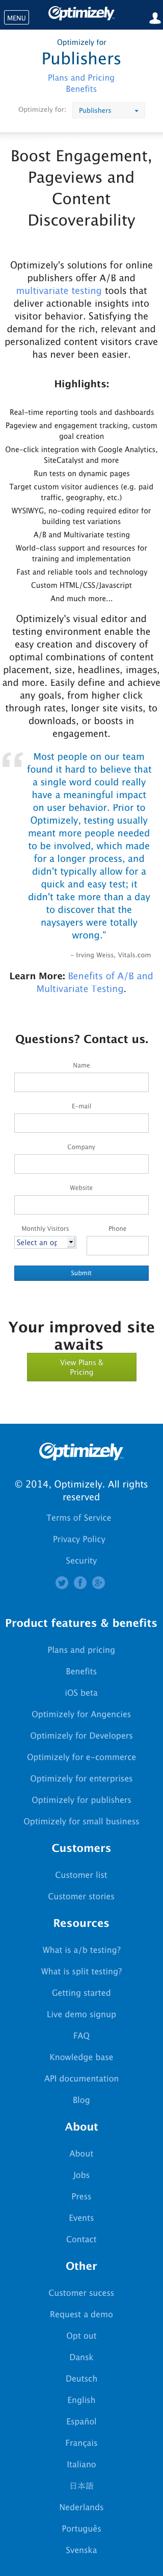 MENU
Optimizely
Optimizely for
Publishers
Plans and Pricing
Benefits
Optimizely for: Publishers
Boost Engagement,
Pageviews and
Content
Discoverability
Optimizely's solutions for online
publishers offer A/B and
multivariate testing tools that
deliver actionable insights into
visitor behavior. Satisfying the
demand for the rich, relevant and
personalized content visitors crave
has never been easier.
Highlights:
Real-time reporting tools and dashboards
Pageview and engagement tracking, custom
goal creation
One-click integration with Google Analytics,
SiteCatalyst and more
Run tests on dynamic pages
Target custom visitor audiences (e.g. paid
traffic, geography, etc.)
WYSIWYG, no-coding required editor for
building test variations
A/B and Multivariate testing
World-class support and resources for
training and implementation
Fast and reliable tools and technology
Custom HTML/CSS/Javascript
And much more...
Optimizely's visual editor and
testing environment enable the
easy creation and discovery of
optimal combinations of content
placement, size, headlines, images,
and more. Easily define and achieve
any goals, from higher click
through rates, longer site visits, to
downloads, or boosts in
engagement.
“ Most people on our team
found it hard to believe that
a single word could really
have a meaningful impact
on user behavior. Prior to
Optimizely, testing usually
meant more people needed
to be involved, which made
for a longer process, and
didn't typically allow for a
quick and easy test; it
didn't take more than a day
to discover that the
naysayers were totally
wrong."
- Irving Weiss, Vitals.com
Learn More: Benefits of A/B and
Multivariate Testing.
Questions? Contact us.
Name
E-mail
Company
Website
Monthly Visitors Phone
Select an op
Submit
Your improved site
awaits
View Plans &
Pricing
Optimizely
© 2014, Optimizely. All rights
reserved
Terms of Service
Privacy Policy
Security
Product features & benefits
Plans and pricing
Benefits
iOS beta
Optimizely for Angencies
Optimizely for Developers
Optimizely for e-commerce
Optimizely for enterprises
Optimizely for publishers
Optimizely for small business
Customers
Customer list
Customer stories
Resources
What is a/b testing?
What is split testing?
Getting started
Live demo signup
FAQ
Knowledge base
API documentation
Blog
About
About
Jobs
Press
Events
Contact
Other
Customer sucess
Request a demo
Opt out
Dansk
Deutsch
English
Español
Français
Italiano
日本語
Nederlands
Português
Svenska